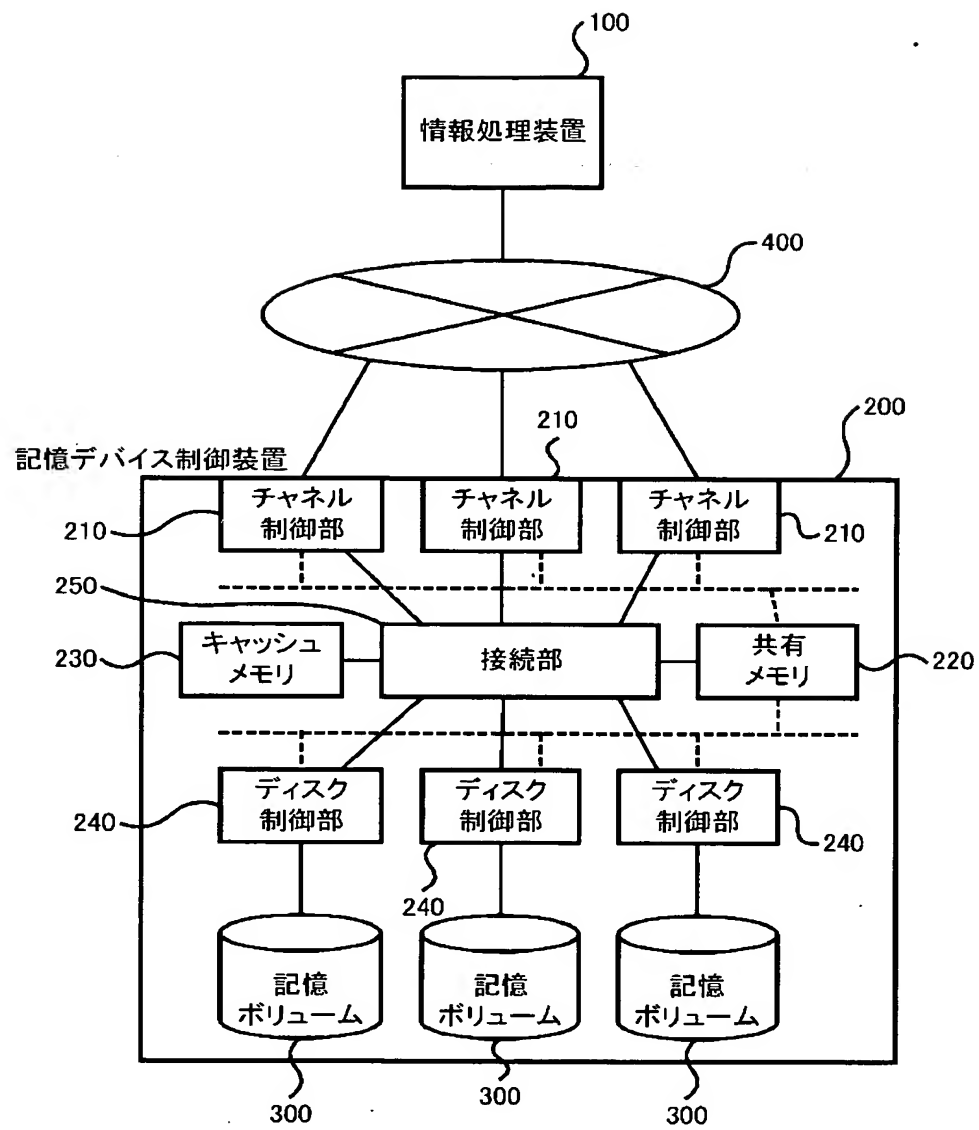 100
情報処理装置
400
210
200
記憶デバイス制御装置
チャネル
制御部
チャネル
制御部
チャネル
制御部
210
210
250
230
キャッシュ
メモリ
接続部
共有
メモリ
220
ディスク
制御部
ディスク
制御部
ディスク
制御部
240
240
240
記憶
ボリューム
記憶
ボリューム
記憶
ボリューム
300
300
300